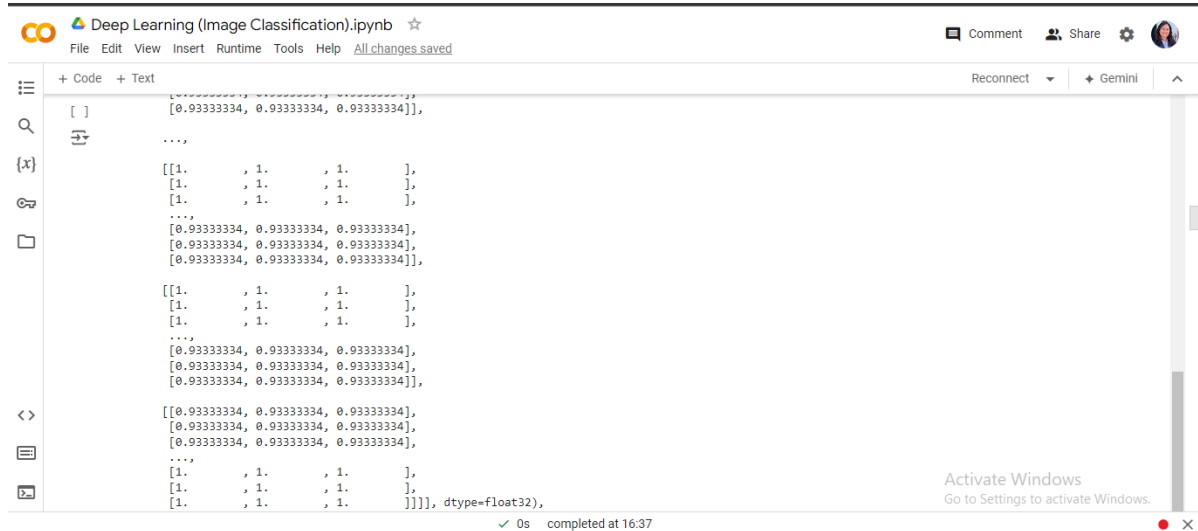 Deep Learning (Image Classification).ipynb
Comment
Share
File Edit View Insert Runtime Tools Help All changes saved
+ Code + Text
Reconnect
Gemini
[ ]
[0.93333334, 0.93333334, 0.93333334]],
...,
{x}
[[1. , 1. , 1. ],
[1. , 1. , 1. ],
[1. , 1. , 1. ],
...,
[0.93333334, 0.93333334, 0.93333334],
[0.93333334, 0.93333334, 0.93333334],
[0.93333334, 0.93333334, 0.93333334]],
[[1. , 1. , 1. ],
[1. , 1. , 1. ],
[1. , 1. , 1. ],
...,
[0.93333334, 0.93333334, 0.93333334],
[0.93333334, 0.93333334, 0.93333334],
[0.93333334, 0.93333334, 0.93333334]],
[[0.93333334, 0.93333334, 0.93333334],
[0.93333334, 0.93333334, 0.93333334],
[0.93333334, 0.93333334, 0.93333334],
...,
[1. , 1. , 1. ],
[1. , 1. , 1. ],
[1. , 1. , 1. ]]]], dtype=float32),
Activate Windows
Go to Settings to activate Windows.
0s completed at 16:37